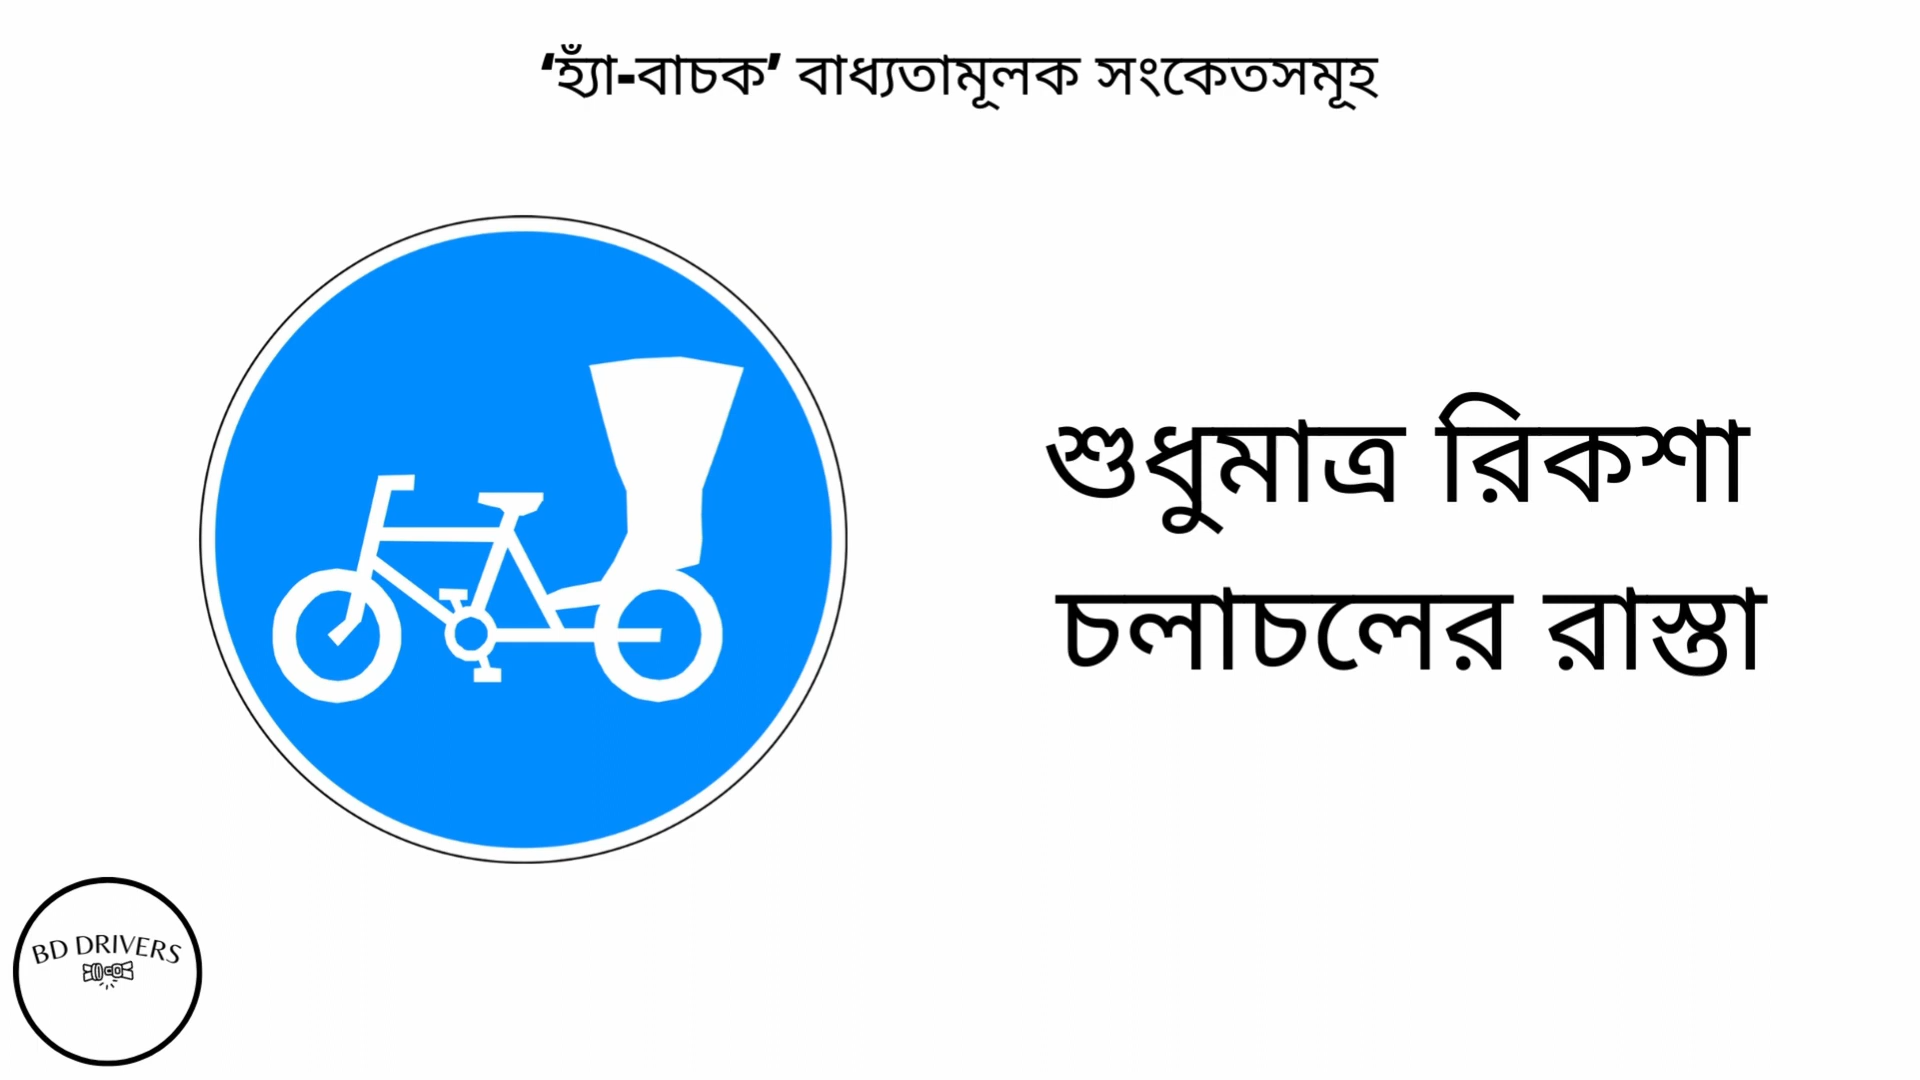 ‘হ্যাঁ-বাচক’ বাধ্যতামূলক সংকেতসমূহ
শুধুমাত্র রিকশা
চলাচলের রাস্তা
BD DRIVERS